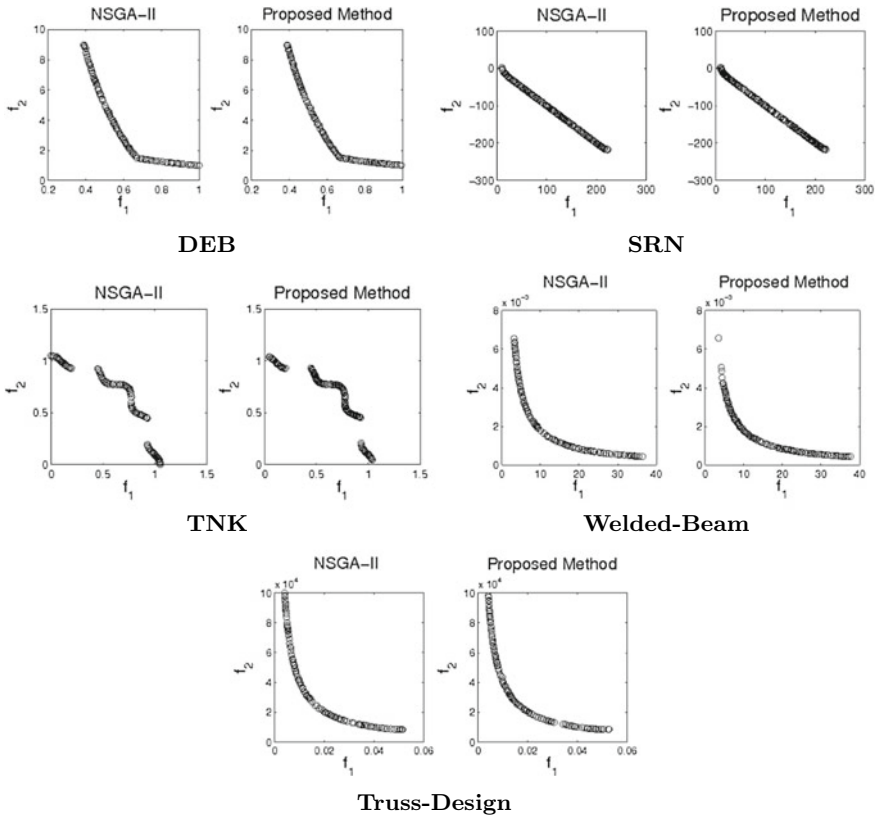 NSGA-II
Proposed Method
f₂
10
8
6
4
2
0
0.2
0.4
0.6
0.8
1
f₁
f₂
10
8
6
4
2
0
0.2
0.4
0.6
0.8
1
f₁
DEB
NSGA-II
Proposed Method
f₂
100
0
-100
-200
-300
0
100
200
300
f₁
f₂
100
0
-100
-200
-300
0
100
200
300
f₁
SRN
NSGA-II
Proposed Method
f₂
1.5
1
0.5
0
0
0.5
1
1.5
f₁
f₂
1.5
1
0.5
0
0
0.5
1
1.5
f₁
TNK
NSGA-II
Proposed Method
x 10⁻³
f₂
8
6
4
2
0
0
10
20
30
40
f₁
x 10⁻³
f₂
8
6
4
2
0
0
10
20
30
40
f₁
Welded-Beam
NSGA-II
Proposed Method
x 10⁴
f₂
10
8
6
4
2
0
0
0.02
0.04
0.06
f₁
x 10⁴
f₂
10
8
6
4
2
0
0
0.02
0.04
0.06
f₁
Truss-Design